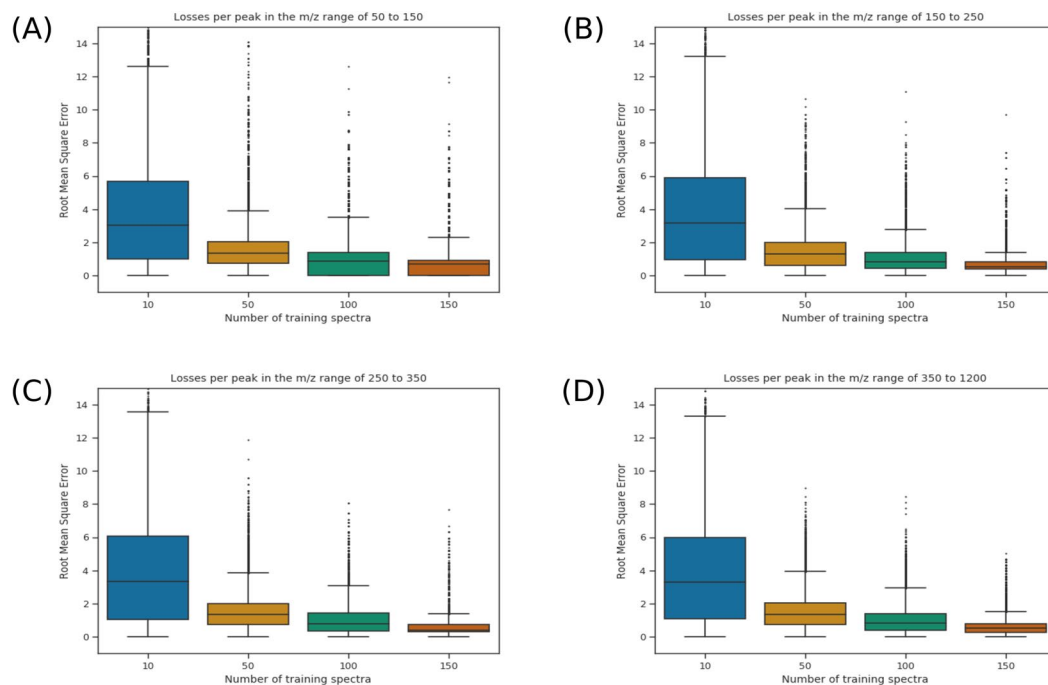 (A)
Losses per peak in the m/z range of 50 to 150
Root Mean Square Error
14
12
10
8
6
4
2
0
10 50 100 150
Number of training spectra
(B)
Losses per peak in the m/z range of 150 to 250
Root Mean Square Error
14
12
10
8
6
4
2
0
10 50 100 150
Number of training spectra
(C)
Losses per peak in the m/z range of 250 to 350
Root Mean Square Error
14
12
10
8
6
4
2
0
10 50 100 150
Number of training spectra
(D)
Losses per peak in the m/z range of 350 to 1200
Root Mean Square Error
14
12
10
8
6
4
2
0
10 50 100 150
Number of training spectra